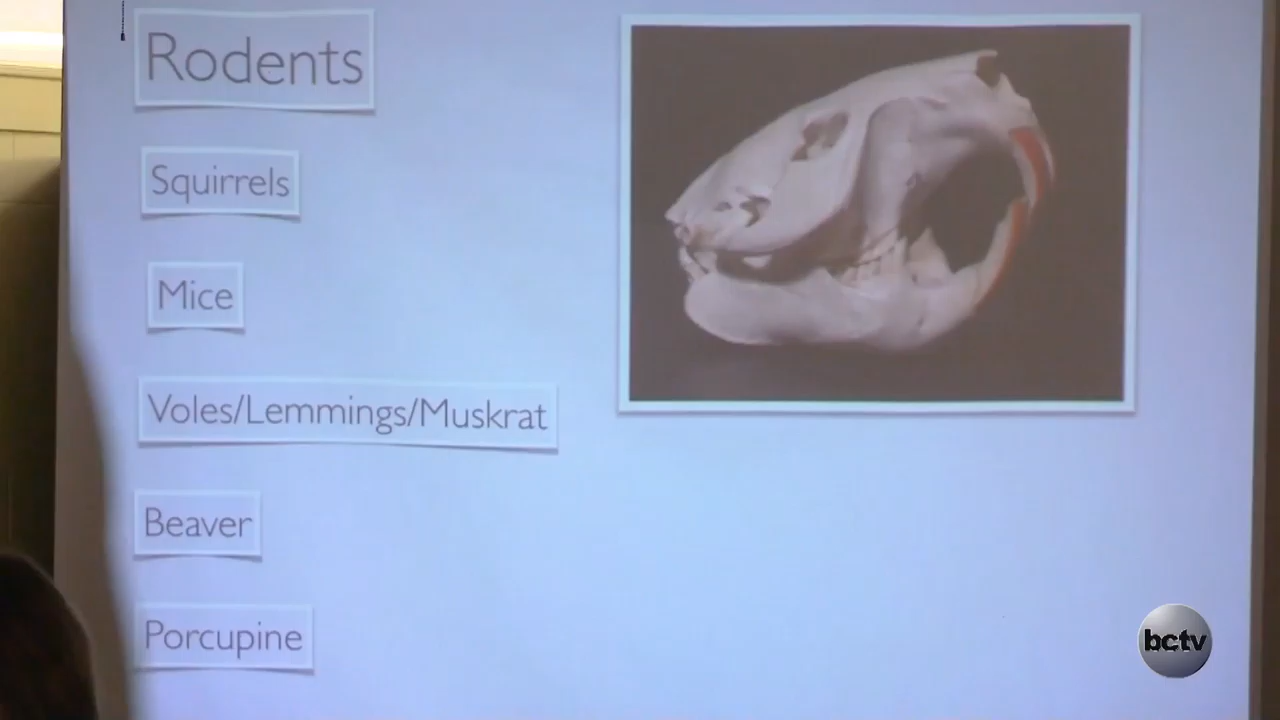 Rodents
Squirrels
Mice
Voles/Lemmings/Muskrat
Beaver
Porcupine
bctv